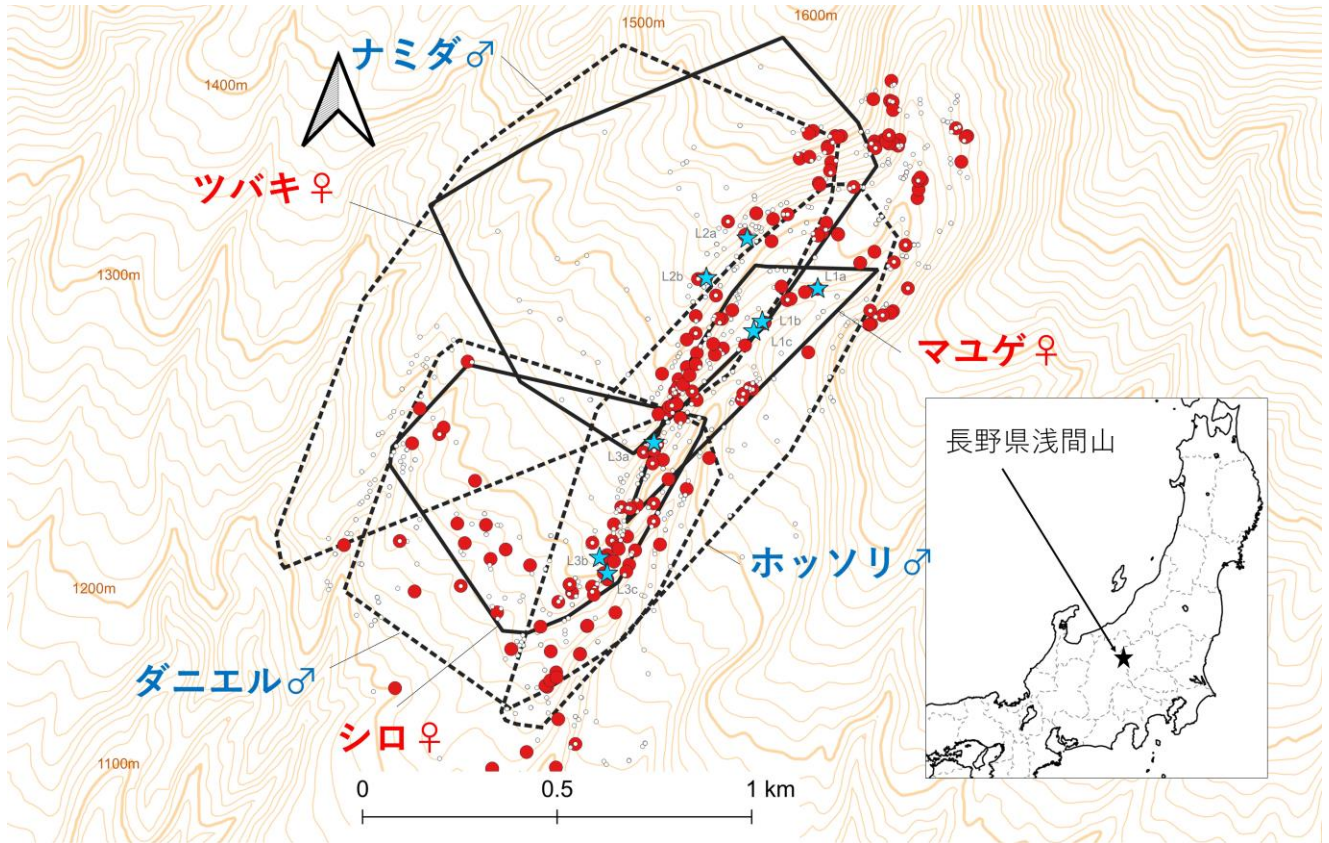 1500m
1600m
ナミダ♂
1400m
ツバキ♀
L2a
1300m
L2b
L1a
L1b
L1c
マユゲ♀
長野県浅間山
L3a
ホッソリ♂
L3b
L3c
1200m
ダニエル♂
シロ♀
1100m
0
0.5
1 km